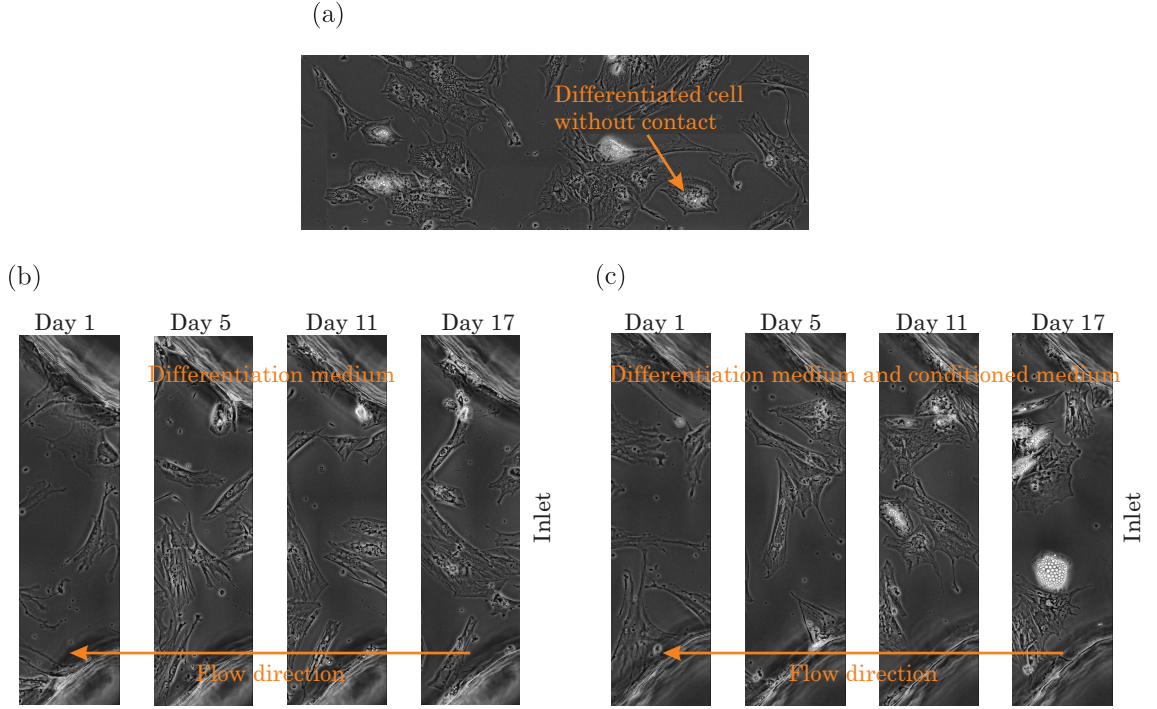 (a)
Differentiated cell
without contact
(b)
Day 1
Day 5
Day 11
Day 17
Differentiation medium
Inlet
Flow direction
(c)
Day 1
Day 5
Day 11
Day 17
Differentiation medium and conditioned medium
Inlet
Flow direction